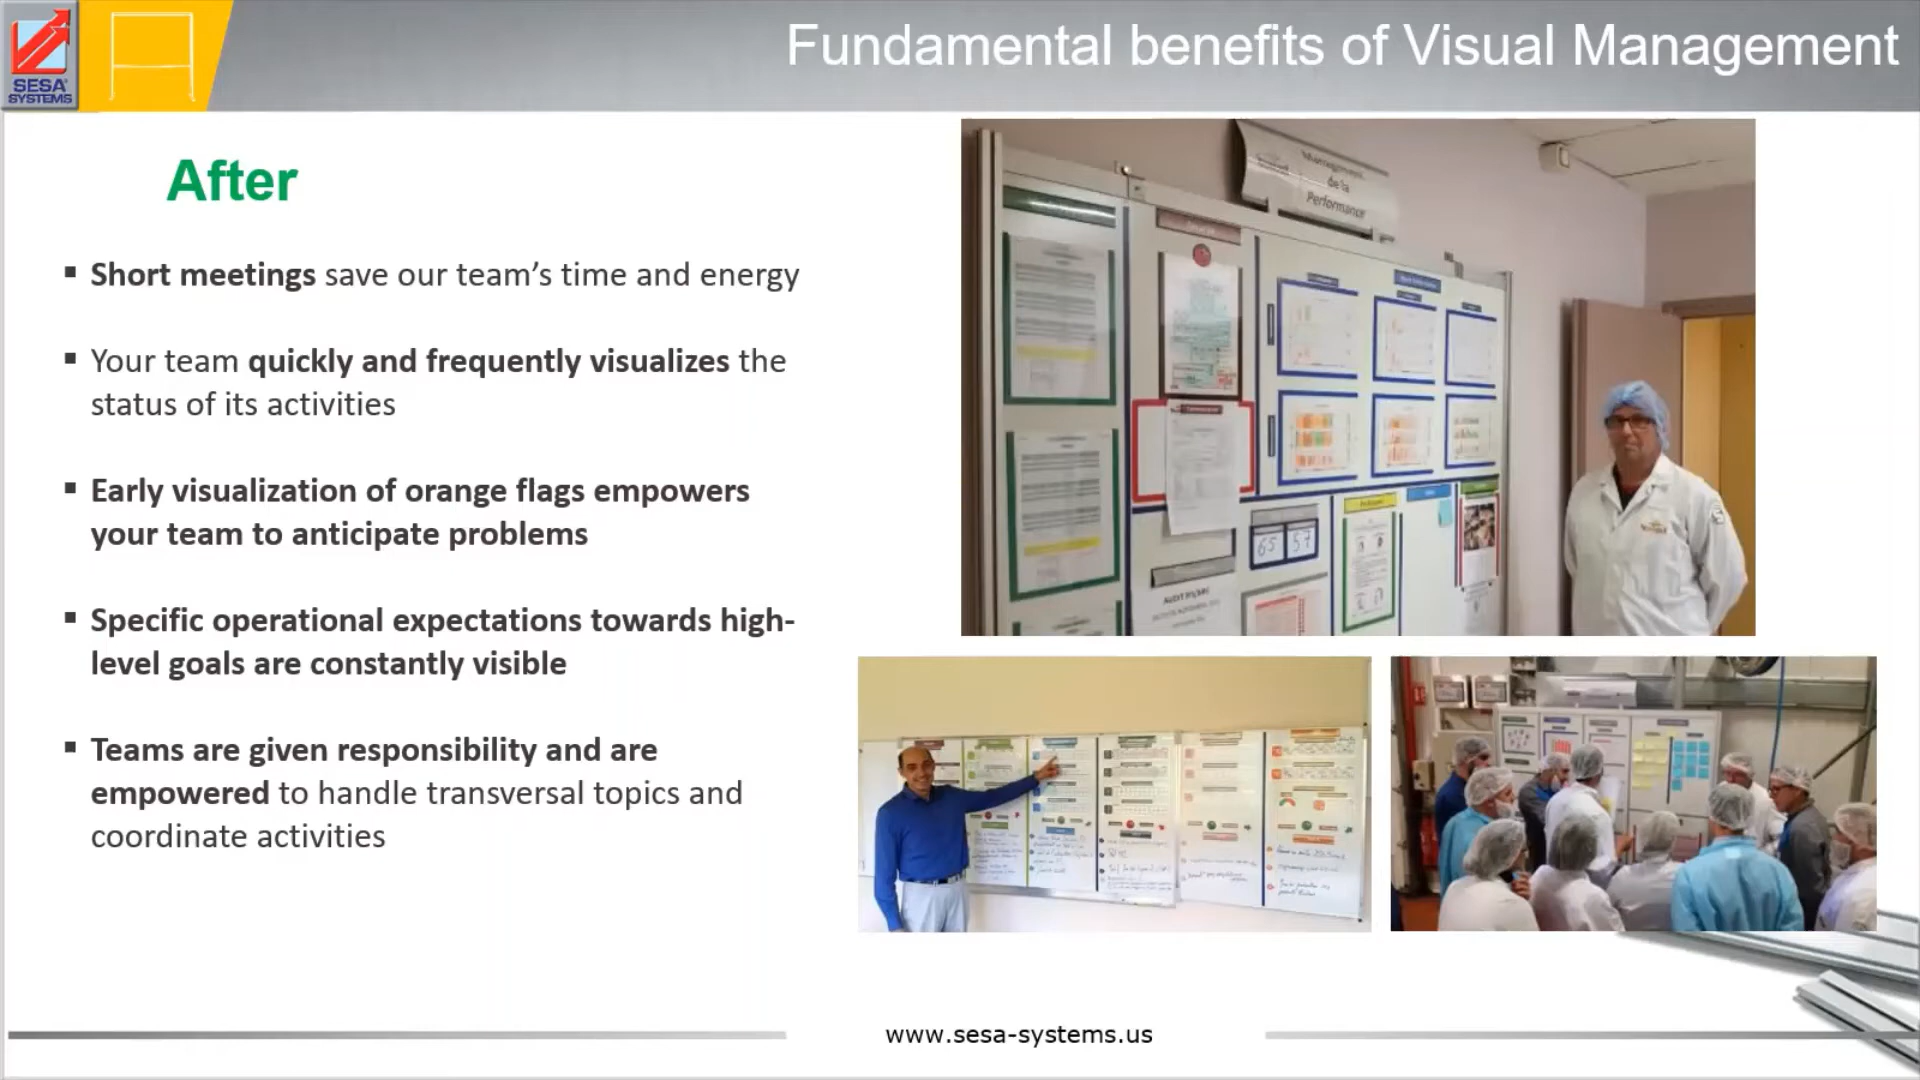 SESA
SYSTEMS
Fundamental benefits of Visual Management
After
▪ Short meetings save our team’s time and energy
▪ Your team quickly and frequently visualizes the
status of its activities
▪ Early visualization of orange flags empowers
your team to anticipate problems
▪ Specific operational expectations towards high-
level goals are constantly visible
▪ Teams are given responsibility and are
empowered to handle transversal topics and
coordinate activities
Management
de la
Performance
65 57
www.sesa-systems.us